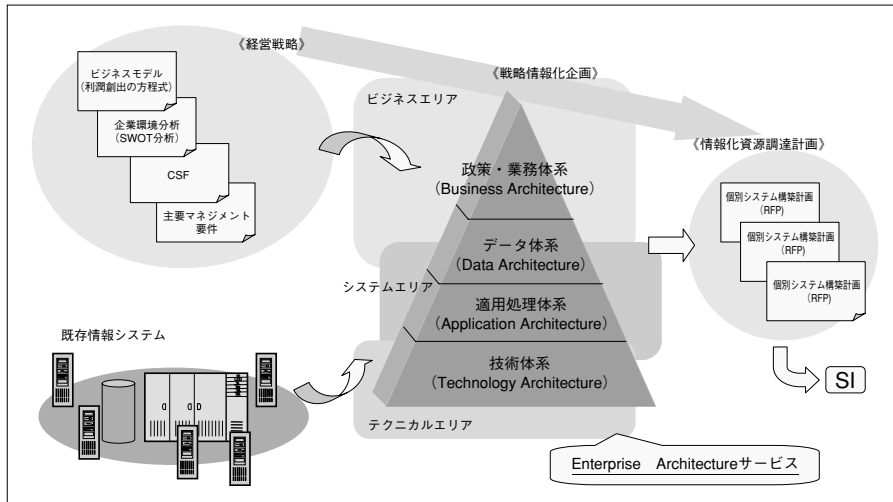 《経営戦略》
ビジネスモデル
(利潤創出の方程式)
企業環境分析
(SWOT分析)
CSF
主要マネジメント
要件
《戦略情報化企画》
ビジネスエリア
政策・業務体系
(Business Architecture)
データ体系
(Data Architecture)
システムエリア
適用処理体系
(Application Architecture)
技術体系
(Technology Architecture)
テクニカルエリア
《情報化資源調達計画》
個別システム構築計画
(RFP)
個別システム構築計画
(RFP)
個別システム構築計画
(RFP)
既存情報システム
SI
Enterprise Architectureサービス